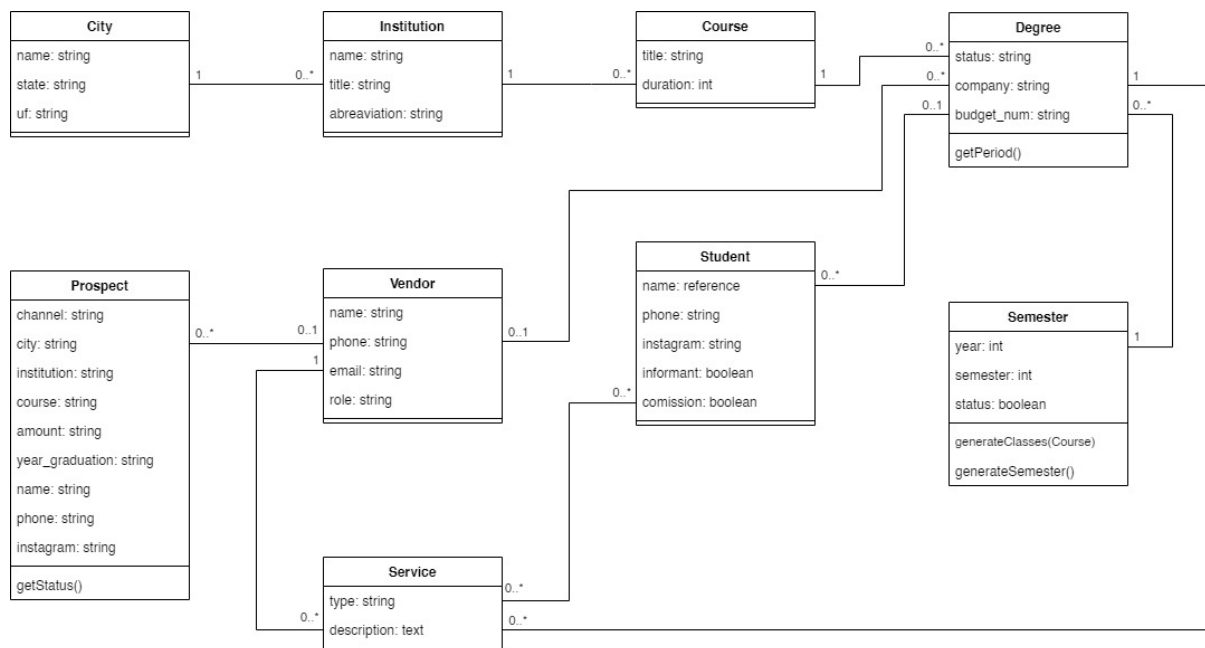 City
name: string
state: string
uf: string
1
0..*
Institution
name: string
title: string
abreaviation: string
1
0..*
Course
title: string
duration: int
1
0..*
Degree
status: string
company: string
budget_num: string
getPeriod()
0..*
0..1
1
0..*
Prospect
channel: string
city: string
institution: string
course: string
amount: string
year_graduation: string
name: string
phone: string
instagram: string
getStatus()
0..*
0..1
1
Vendor
name: string
phone: string
email: string
role: string
0..1
Student
name: reference
phone: string
instagram: string
informant: boolean
comission: boolean
0..*
0..*
Semester
year: int
semester: int
status: boolean
generateClasses(Course)
generateSemester()
1
Service
type: string
description: text
0..*
0..*
0..*